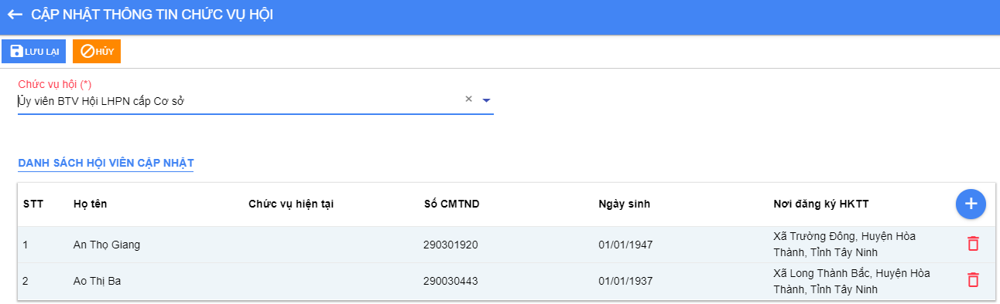 CẬP NHẬT THÔNG TIN CHỨC VỤ HỘI
LƯU LẠI HỦY
Chức vụ hội (*)
Ủy viên BTV Hội LHPN cấp Cơ sở
DANH SÁCH HỘI VIÊN CẬP NHẬT
STT Họ tên Chức vụ hiện tại Số CMTND Ngày sinh Nơi đăng ký HKTT
1 An Thọ Giang 290301920 01/01/1947 Xã Trường Đông, Huyện Hòa
Thành, Tỉnh Tây Ninh
2 Ao Thị Ba 290030443 01/01/1937 Xã Long Thành Bắc, Huyện Hòa
Thành, Tỉnh Tây Ninh